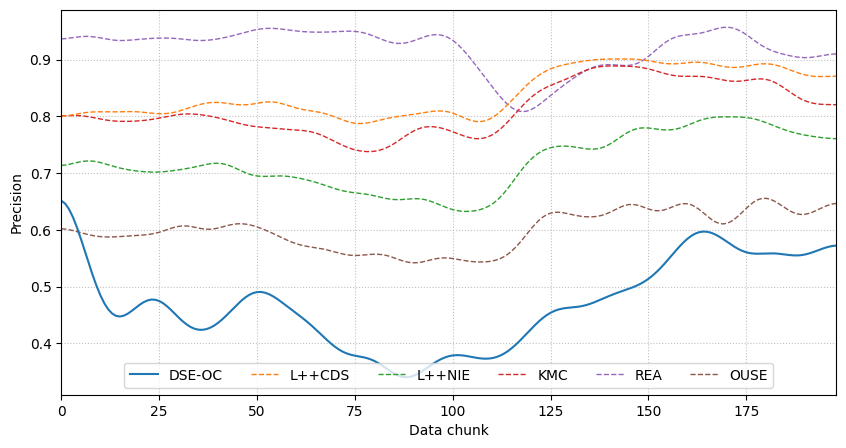 Precision
0.9
0.8
0.7
0.6
0.5
0.4
DSE-OC L++CDS L++NIE KMC REA OUSE
0 25 50 75 100 125 150 175
Data chunk